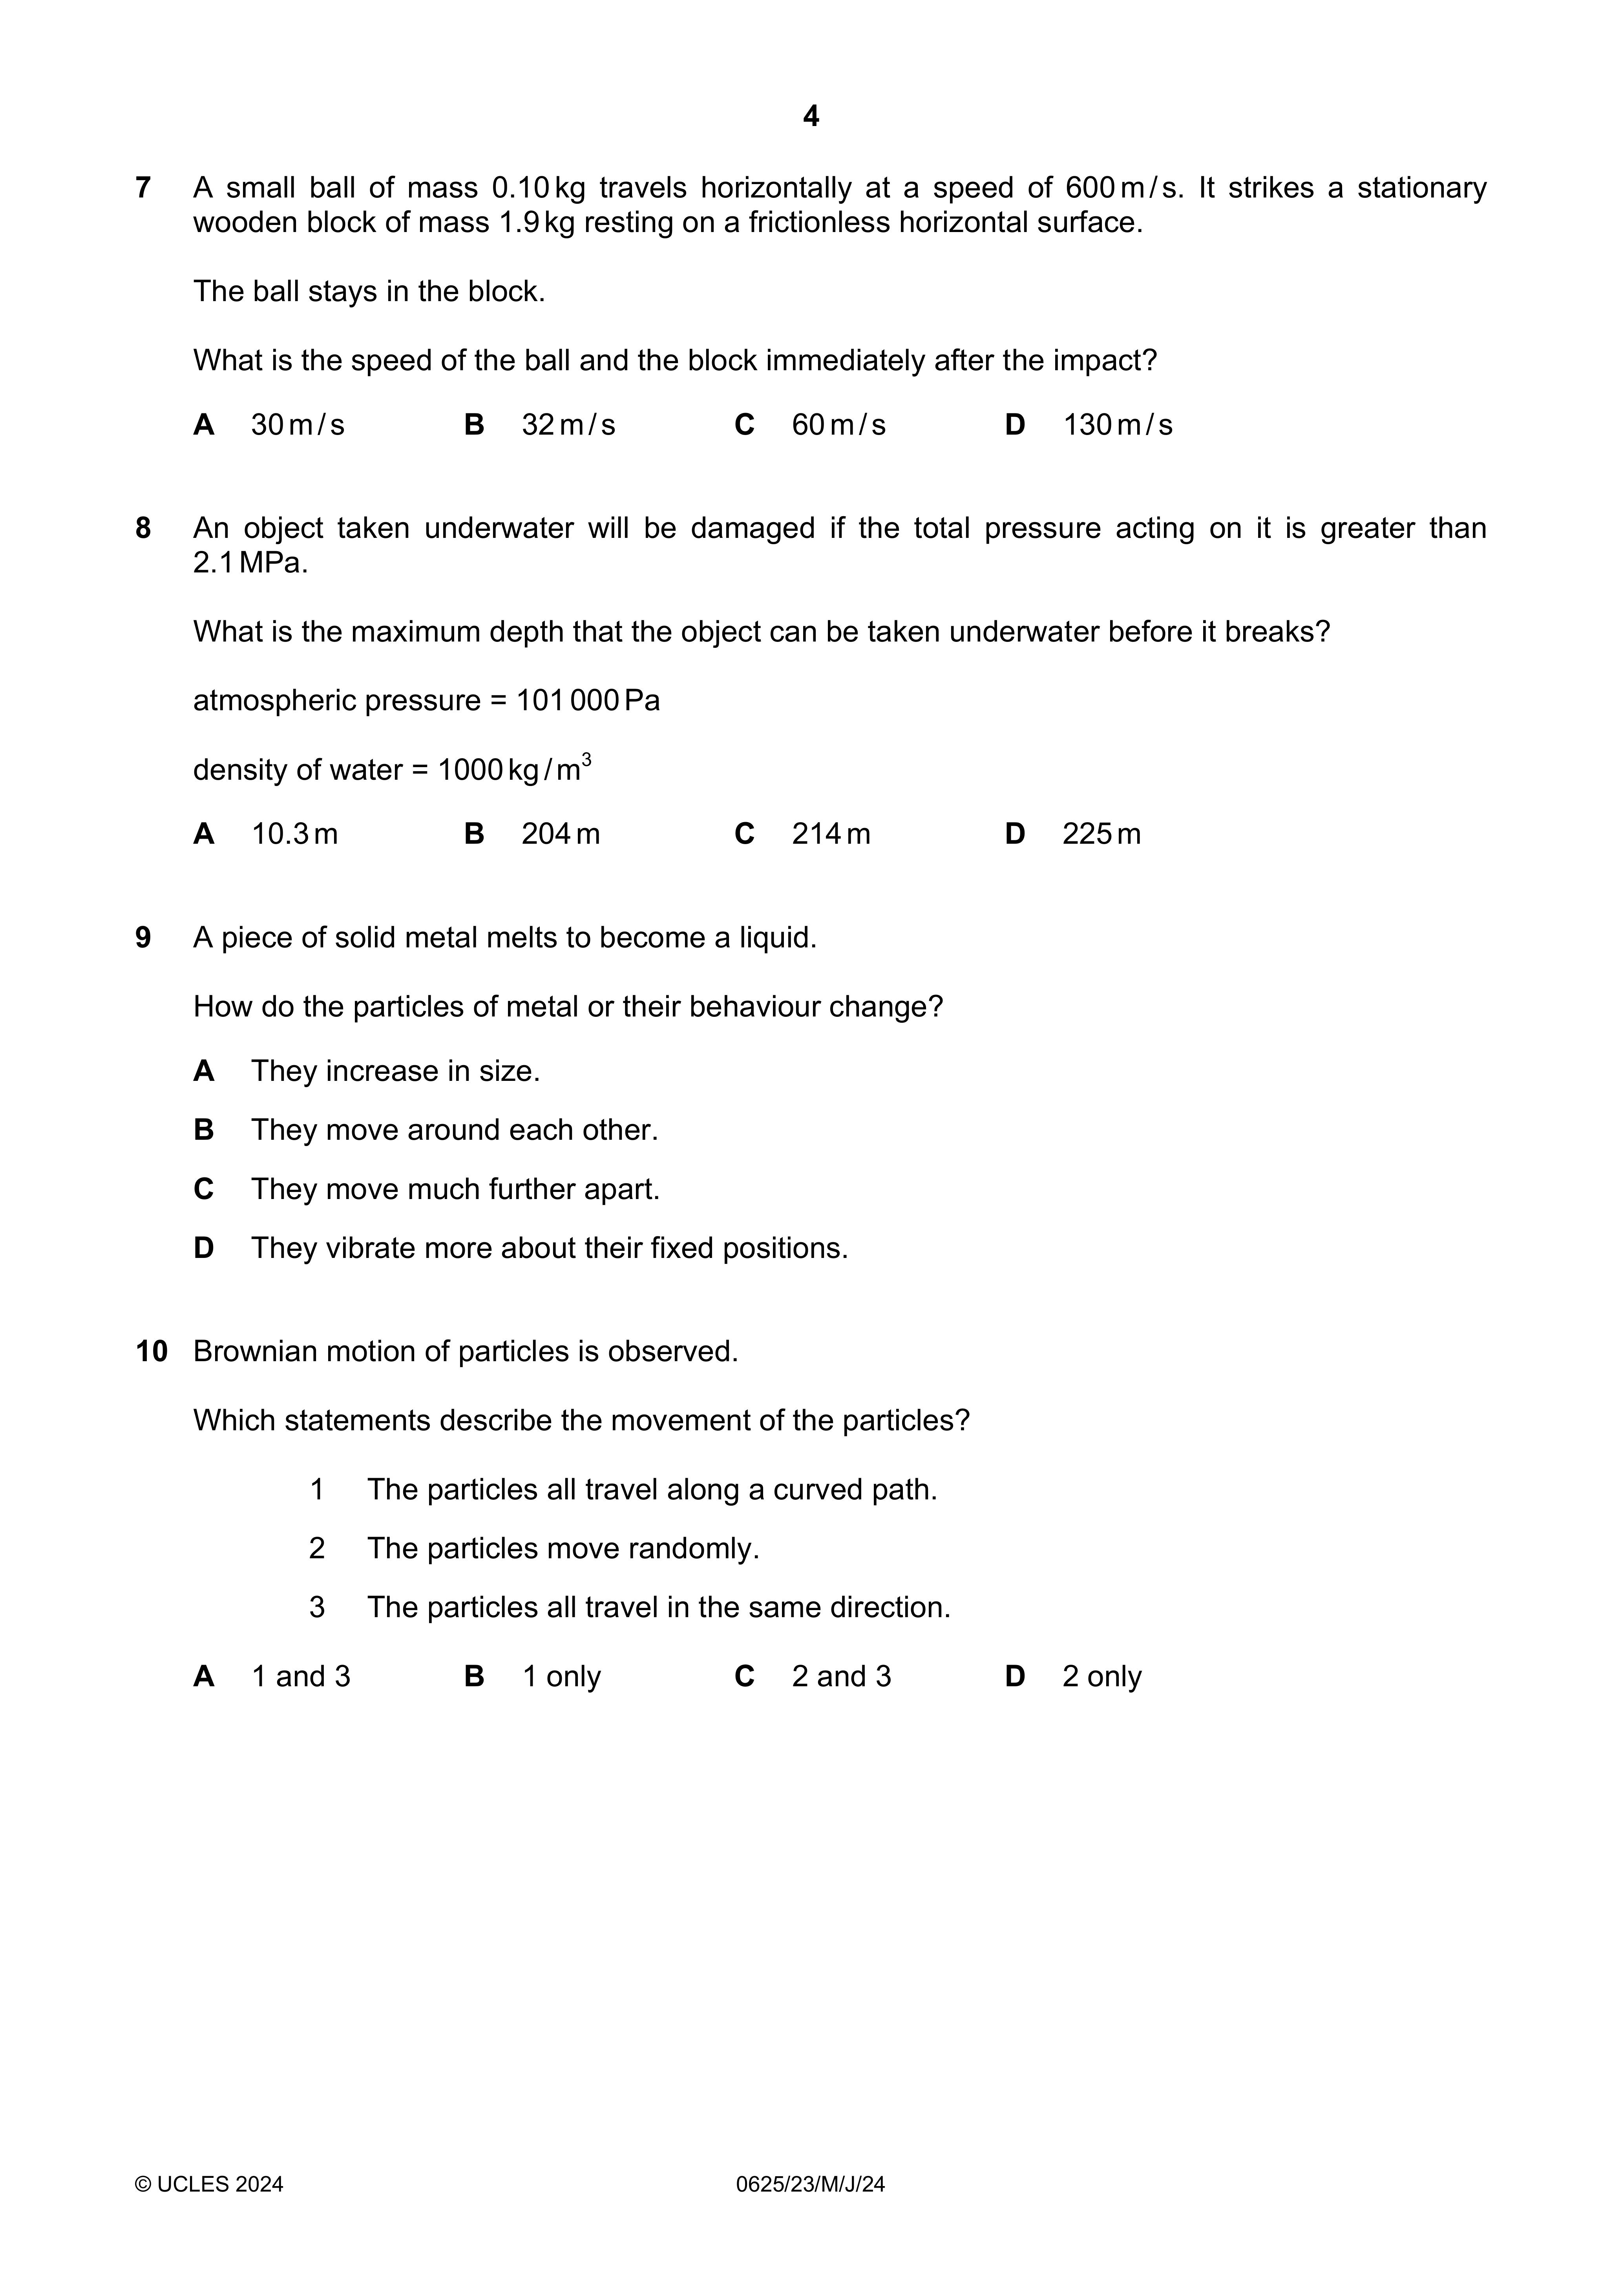 4
7 A small ball of mass 0.10 kg travels horizontally at a speed of 600 m / s. It strikes a stationary
wooden block of mass 1.9 kg resting on a frictionless horizontal surface.
The ball stays in the block.
What is the speed of the ball and the block immediately after the impact?
A 30 m / s B 32 m / s C 60 m / s D 130 m / s
8 An object taken underwater will be damaged if the total pressure acting on it is greater than
2.1 MPa.
What is the maximum depth that the object can be taken underwater before it breaks?
atmospheric pressure = 101 000 Pa
density of water = 1000 kg / m³
A 10.3 m B 204 m C 214 m D 225 m
9 A piece of solid metal melts to become a liquid.
How do the particles of metal or their behaviour change?
A They increase in size.
B They move around each other.
C They move much further apart.
D They vibrate more about their fixed positions.
10 Brownian motion of particles is observed.
Which statements describe the movement of the particles?
1 The particles all travel along a curved path.
2 The particles move randomly.
3 The particles all travel in the same direction.
A 1 and 3 B 1 only C 2 and 3 D 2 only
© UCLES 2024 0625/23/M/J/24